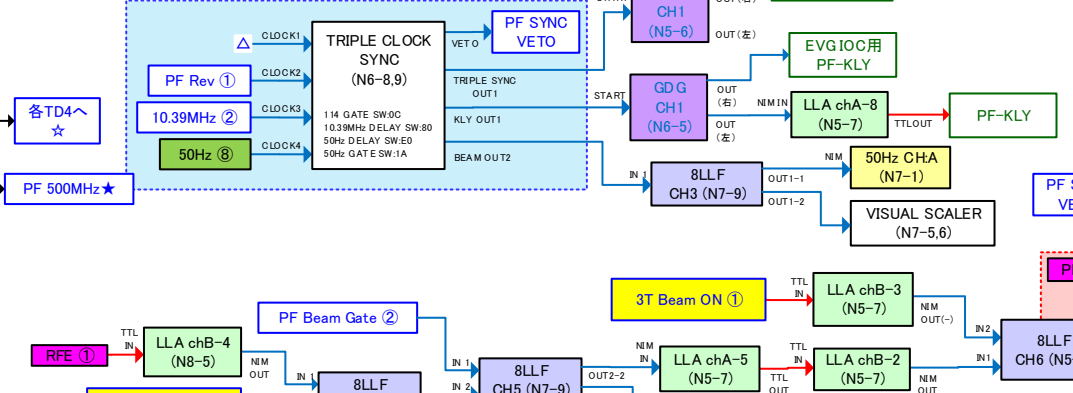 CH1
(N5-6)
OUT(左)
PF SYNC
VETO
VETO
TRIPLE CLOCK
SYNC
(N6-8,9)
114 GATE SW:0C
10.39MHz DELAY SW:80
50Hz DELAY SW:E0
50Hz GATE SW:1A
△
CLOCK1
PF Rev ①
CLOCK2
10.39MHz ②
CLOCK3
50Hz ⑧
CLOCK4
各TD4へ
☆
PF 500MHz★
TRIPLE SYNC
OUT1
KLY OUT1
BEAM OUT2
START
GDG
CH1
(N6-5)
OUT
(右)
OUT
(左)
EVG IOC用
PF-KLY
NIMIN
LLA chA-8
(N5-7)
TTLOUT
PF-KLY
IN 1
8LLF
CH3 (N7-9)
OUT1-1
OUT1-2
NIM
50Hz CH:A
(N7-1)
VISUAL SCALER
(N7-5,6)
3T Beam ON ①
TTL
IN
LLA chB-3
(N5-7)
NIM
OUT(-)
IN2
IN1
8LLF
CH6 (N5-
PF Beam Gate ②
RFE ①
TTL
IN
LLA chB-4
(N8-5)
NIM
OUT
IN 1
8LLF
IN 1
IN 2
8LLF
CH5 (N7-9)
OUT2-2
NIM
IN
LLA chA-5
(N5-7)
TTL
OUT
TTL
IN
LLA chB-2
(N5-7)
NIM
OUT